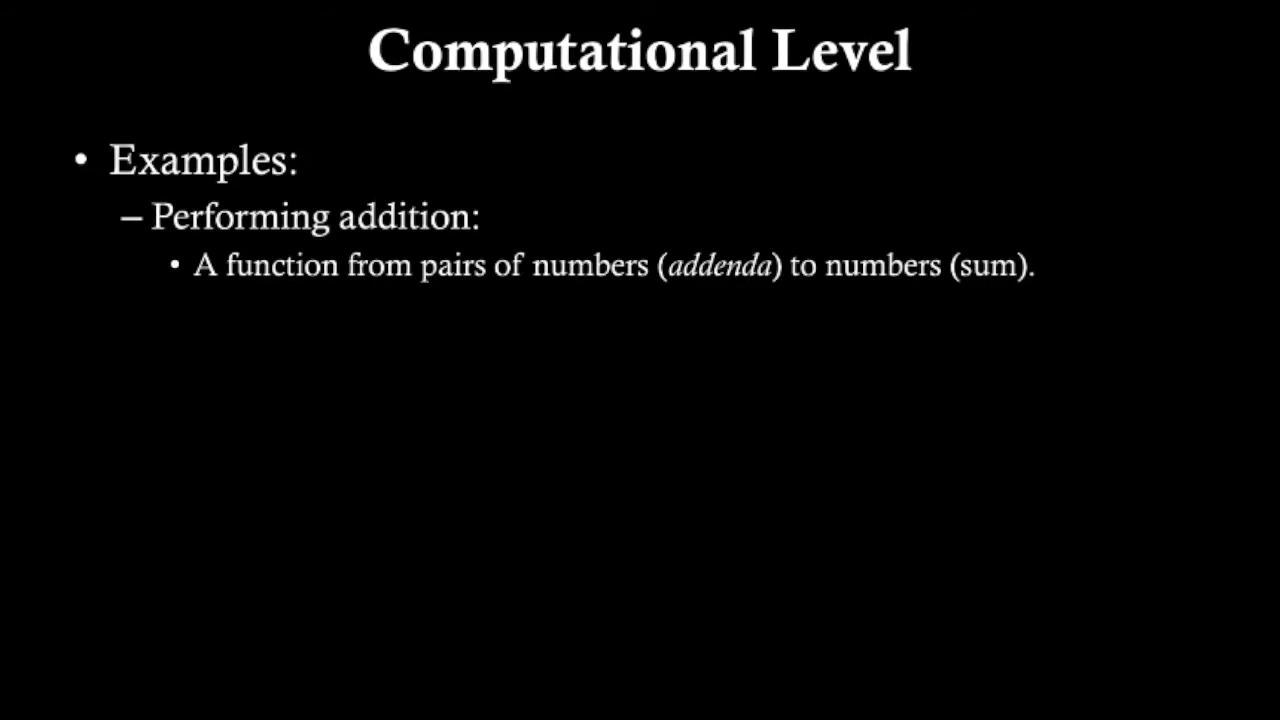 Computational Level
• Examples:
– Performing addition:
• A function from pairs of numbers (addenda) to numbers (sum).